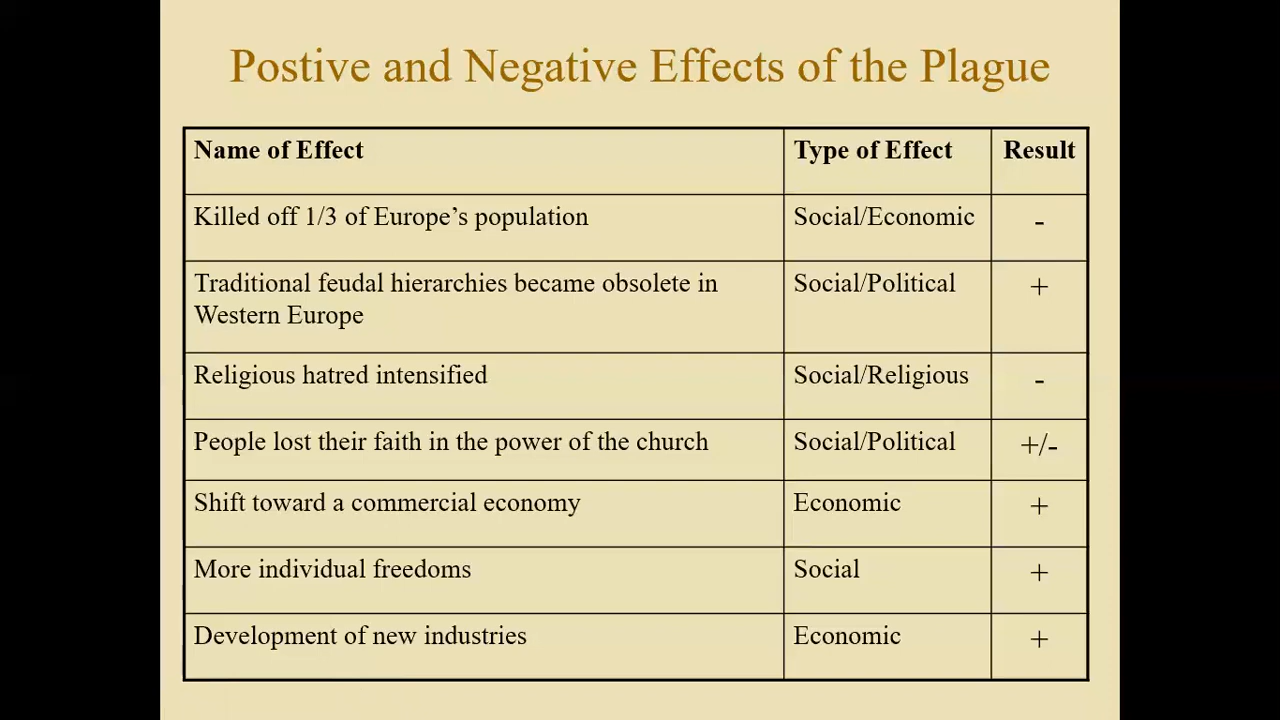 Postive and Negative Effects of the Plague
Name of Effect Type of Effect Result
Killed off 1/3 of Europe’s population Social/Economic -
Traditional feudal hierarchies became obsolete in Social/Political +
Western Europe
Religious hatred intensified Social/Religious -
People lost their faith in the power of the church Social/Political +/-
Shift toward a commercial economy Economic +
More individual freedoms Social +
Development of new industries Economic +